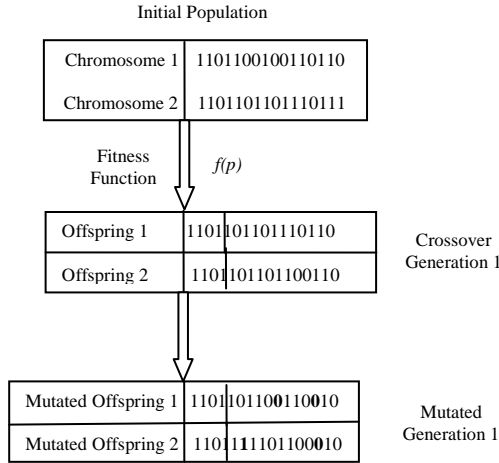 Initial Population
Chromosome 1 1101100100110110
Chromosome 2 1101101101110111
Fitness
Function
f(p)
Offspring 1 1101101101110110
Offspring 2 1101101101100110
Crossover
Generation 1
Mutated Offspring 1 1101101100110010
Mutated Offspring 2 1101111101100010
Mutated
Generation 1